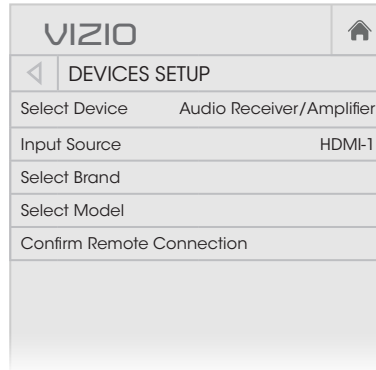 VIZIO
DEVICES SETUP
Select Device Audio Receiver/Amplifier
Input Source HDMI-1
Select Brand
Select Model
Confirm Remote Connection